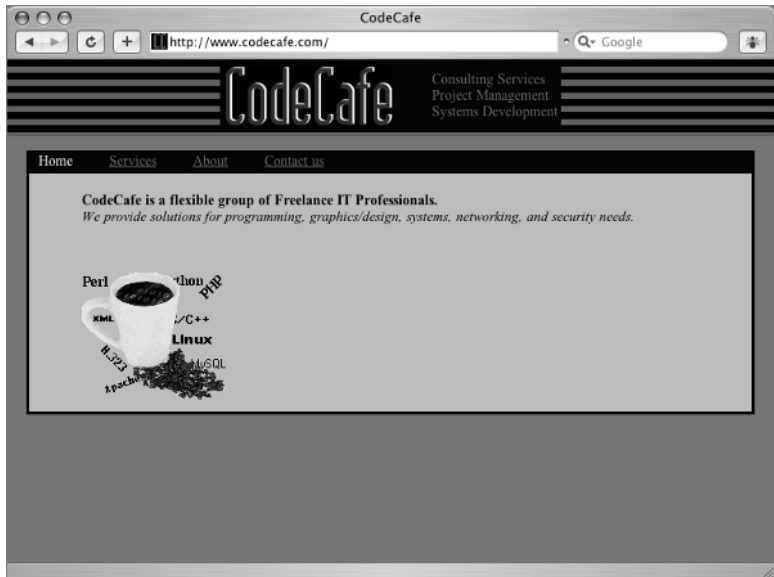 CodeCafe
http://www.codecafe.com/
Google
CodeCafe
Consulting Services
Project Management
Systems Development
Home Services About Contact us
CodeCafe is a flexible group of Freelance IT Professionals.
We provide solutions for programming, graphics/design, systems, networking, and security needs.
Perl thon PHP
XML /C++
Linux
H.323 MySQL
Apache